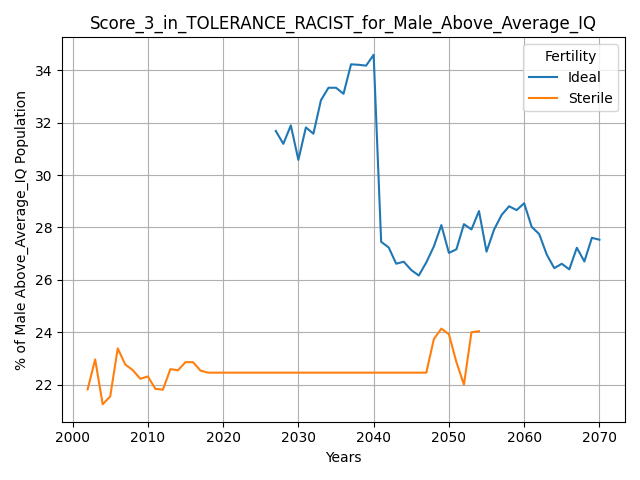 Score_3_in_TOLERANCE_RACIST_for_Male_Above_Average_IQ
% of Male Above_Average_IQ Population
34
32
30
28
26
24
22
Fertility
Ideal
Sterile
2000 2010 2020 2030 2040 2050 2060 2070
Years